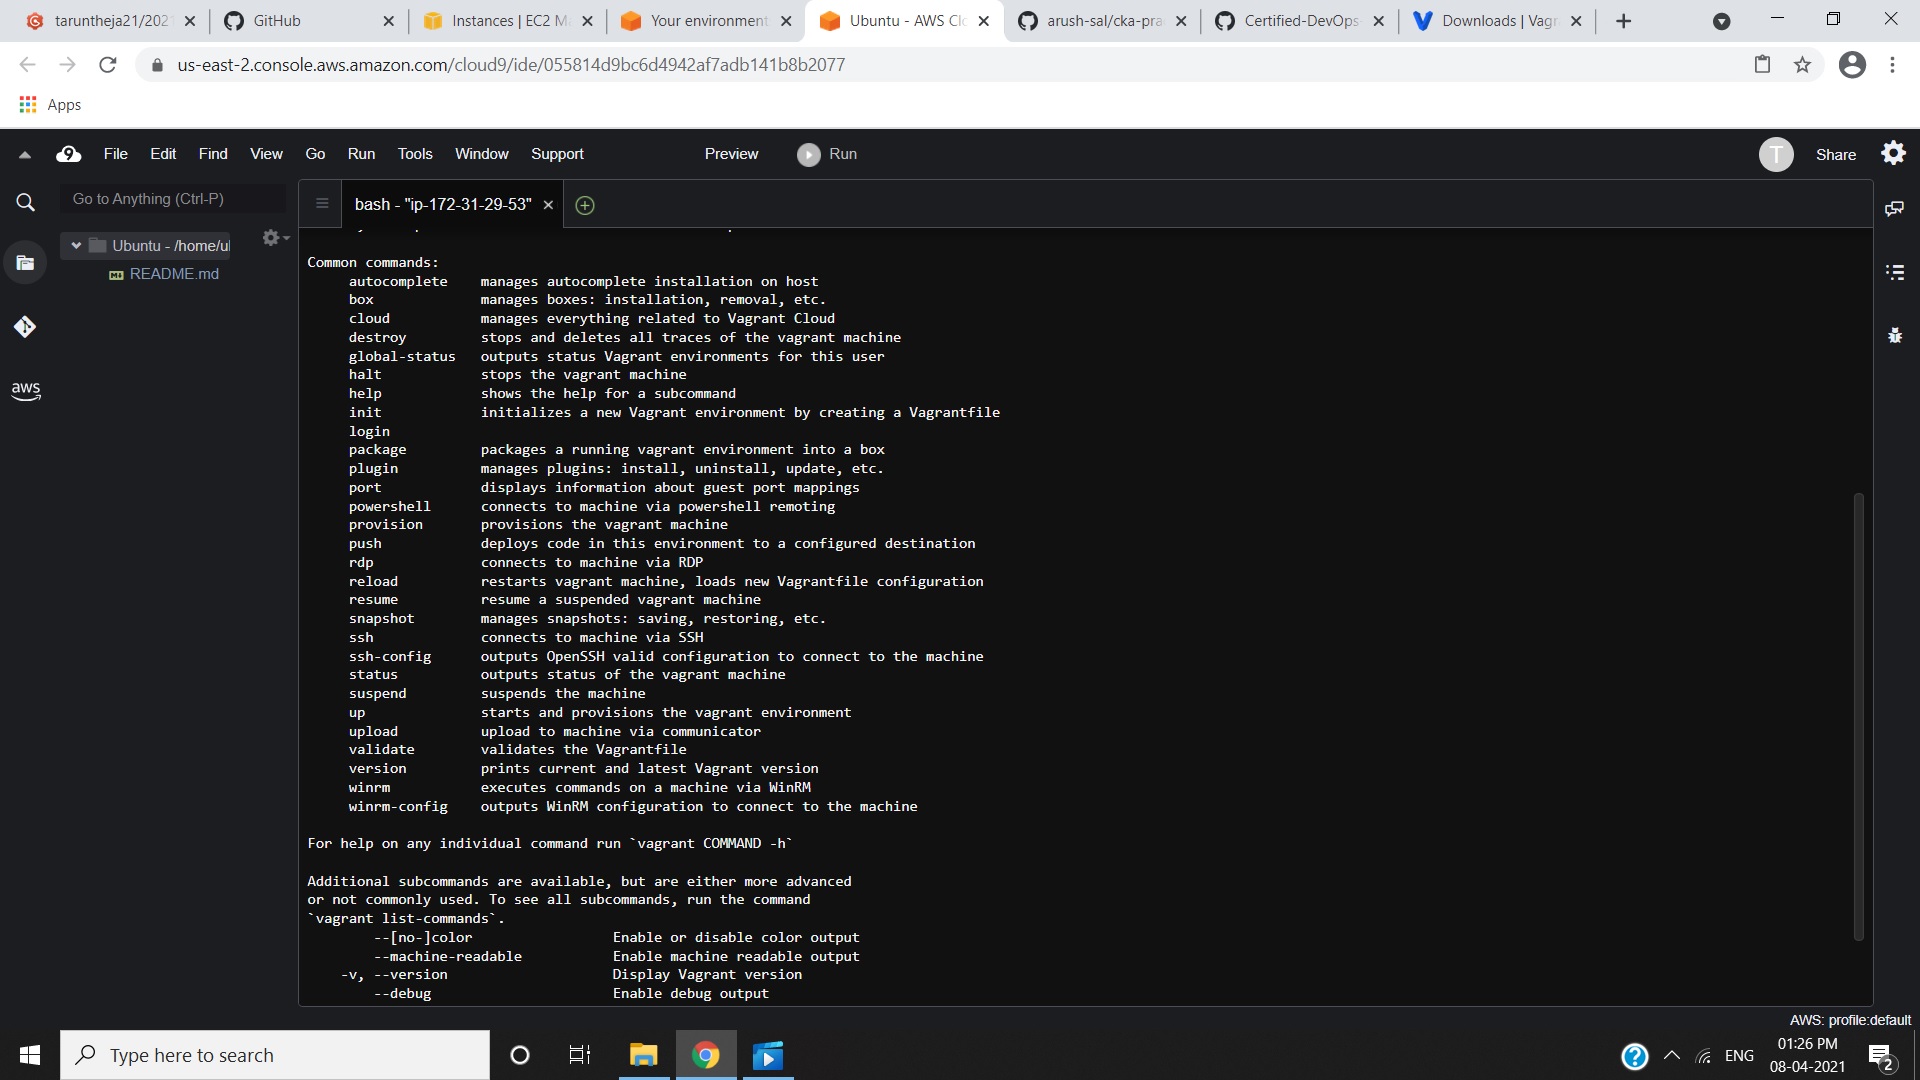 taruntheja21/2021
GitHub
Instances | EC2 M
Your environment
Ubuntu - AWS Clo
arush-sal/cka-pra
Certified-DevOps-
Downloads | Vagr
us-east-2.console.aws.amazon.com/cloud9/ide/055814d9bc6d4942af7adb141b8b2077
Apps
9 File Edit Find View Go Run Tools Window Support Preview Run T Share
Go to Anything (Ctrl-P)
bash - "ip-172-31-29-53"
Ubuntu - /home/u
README.md
aws
Common commands:
autocomplete manages autocomplete installation on host
box manages boxes: installation, removal, etc.
cloud manages everything related to Vagrant Cloud
destroy stops and deletes all traces of the vagrant machine
global-status outputs status Vagrant environments for this user
halt stops the vagrant machine
help shows the help for a subcommand
init initializes a new Vagrant environment by creating a Vagrantfile
login
package packages a running vagrant environment into a box
plugin manages plugins: install, uninstall, update, etc.
port displays information about guest port mappings
powershell connects to machine via powershell remoting
provision provisions the vagrant machine
push deploys code in this environment to a configured destination
rdp connects to machine via RDP
reload restarts vagrant machine, loads new Vagrantfile configuration
resume resume a suspended vagrant machine
snapshot manages snapshots: saving, restoring, etc.
ssh connects to machine via SSH
ssh-config outputs OpenSSH valid configuration to connect to the machine
status outputs status of the vagrant machine
suspend suspends the machine
up starts and provisions the vagrant environment
upload upload to machine via communicator
validate validates the Vagrantfile
version prints current and latest Vagrant version
winrm executes commands on a machine via WinRM
winrm-config outputs WinRM configuration to connect to the machine
For help on any individual command run `vagrant COMMAND -h`
Additional subcommands are available, but are either more advanced
or not commonly used. To see all subcommands, run the command
`vagrant list-commands`.
--[no-]color Enable or disable color output
--machine-readable Enable machine readable output
-v, --version Display Vagrant version
--debug Enable debug output
AWS: profile:default
Type here to search
ENG
01:26 PM
08-04-2021
2